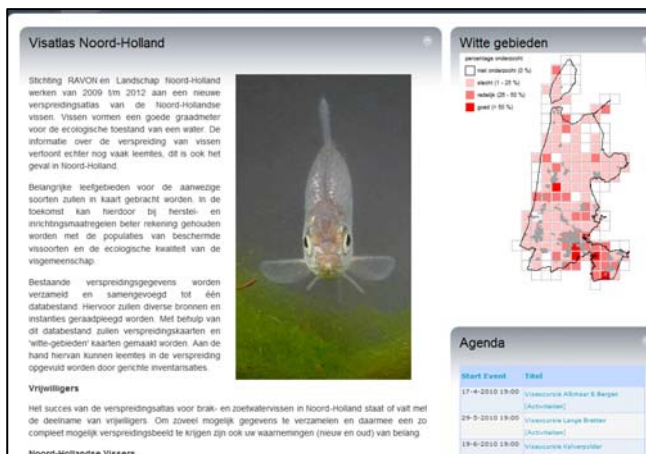 Visatlas Noord-Holland
Stichting RAVON en Landschap Noord-Holland
werken van 2009 t/m 2012 aan een nieuwe
verspreidingsatlas van de Noord-Hollandse
vissen. Vissen vormen een goede graadmeter
voor de ecologische toestand van een water. De
informatie over de verspreiding van vissen
vertoont echter nog vaak leemtes, dit is ook het
geval in Noord-Holland.
Belangrijke leefgebieden voor de aanwezige
soorten zullen in kaart gebracht worden. In de
toekomst kan hierdoor bij herstel- en
inrichtingsmaatregelen beter rekening gehouden
worden met de populaties van beschermde
vissoorten en de ecologische kwaliteit van de
visgemeenschap.
Bestaande verspreidingsgegevens worden
verzameld en samengevoegd tot één
databestand. Hiervoor zullen diverse bronnen en
instanties geraadpleegd worden. Met behulp van
dit databestand zullen verspreidingskaarten en
'witte-gebieden' kaarten gemaakt worden. Aan de
hand hiervan kunnen leemtes in de verspreiding
opgevuld worden door gerichte inventarisaties.
Vrijwilligers
Het succes van de verspreidingsatlas voor brak- en zoetwatervissen in Noord-Holland staat of valt met
de deelname van vrijwilligers. Om zoveel mogelijk gegevens te verzamelen en daarmee een zo
compleet mogelijk verspreidingsbeeld te krijgen zijn ook uw waarnemingen (nieuw en oud) van belang.
Noord-Hollandse Vissers
Witte gebieden
percentage onderzocht
niet onderzocht (0 %)
slecht (1 - 25 %)
redelijk (26 - 50 %)
goed (> 50 %)
Agenda
Start Event Titel
17-4-2010 19:00 Visexcursie Alkmaar & Bergen
[Activiteiten]
29-5-2010 19:00 Visexcursie Lange Bretten
[Activiteiten]
19-6-2010 19:00 Visexcursie Kalverpolder